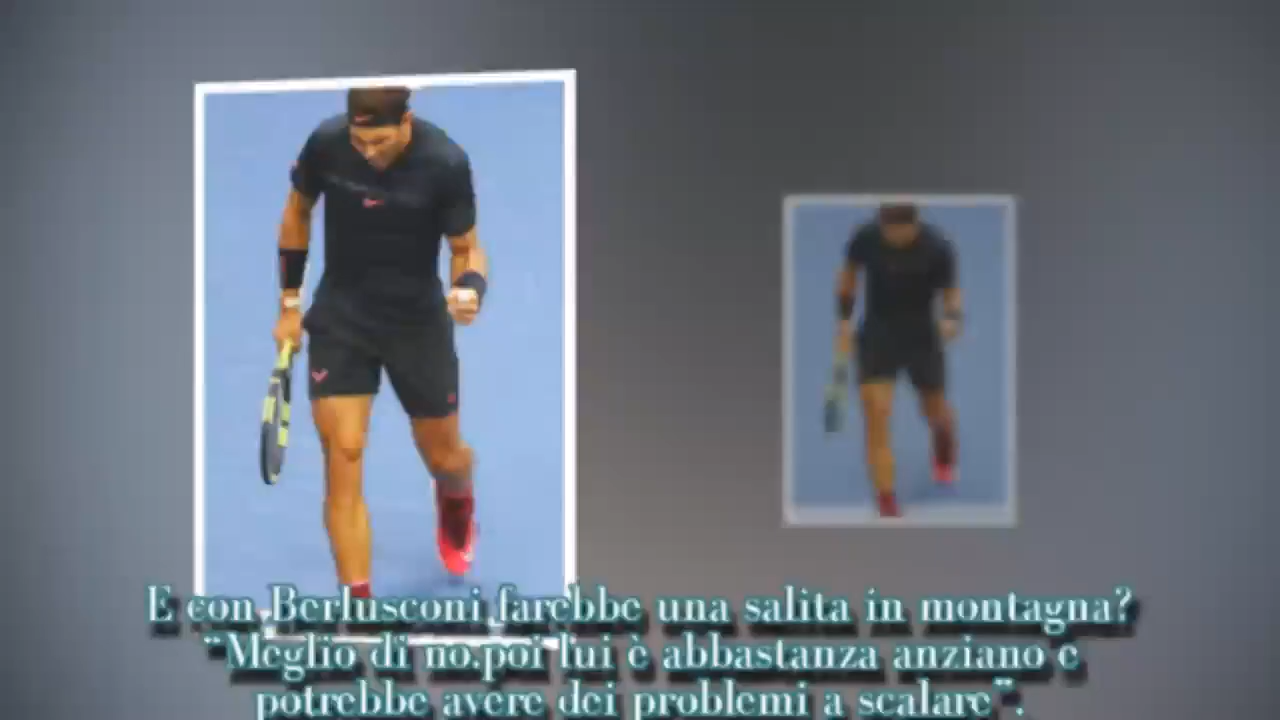 E con Berlusconi farebbe una salita in montagna?
“Meglio di no.poi lui è abbastanza anziano e
potrebbe avere dei problemi a scalare”.